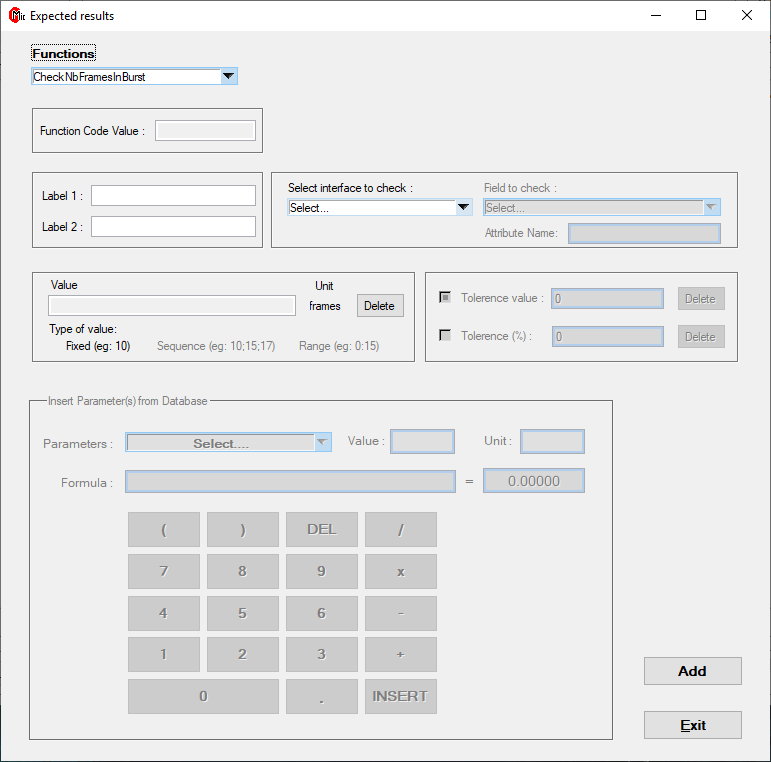 Expected results
Functions
CheckNbFramesInBurst
Function Code Value :
Label 1 :
Label 2 :
Select interface to check :
Select...
Field to check :
Select...
Attribute Name:
Value
Unit
frames
Delete
Type of value:
Fixed (eg: 10)
Sequence (eg: 10;15;17)
Range (eg: 0:15)
Tolerence value :
0
Delete
Tolerence (%) :
0
Delete
Insert Parameter(s) from Database
Parameters :
Select....
Value :
Unit :
Formula :
=
0.00000
( ) DEL /
7 8 9 x
4 5 6 -
1 2 3 +
0 . INSERT
Add
Exit